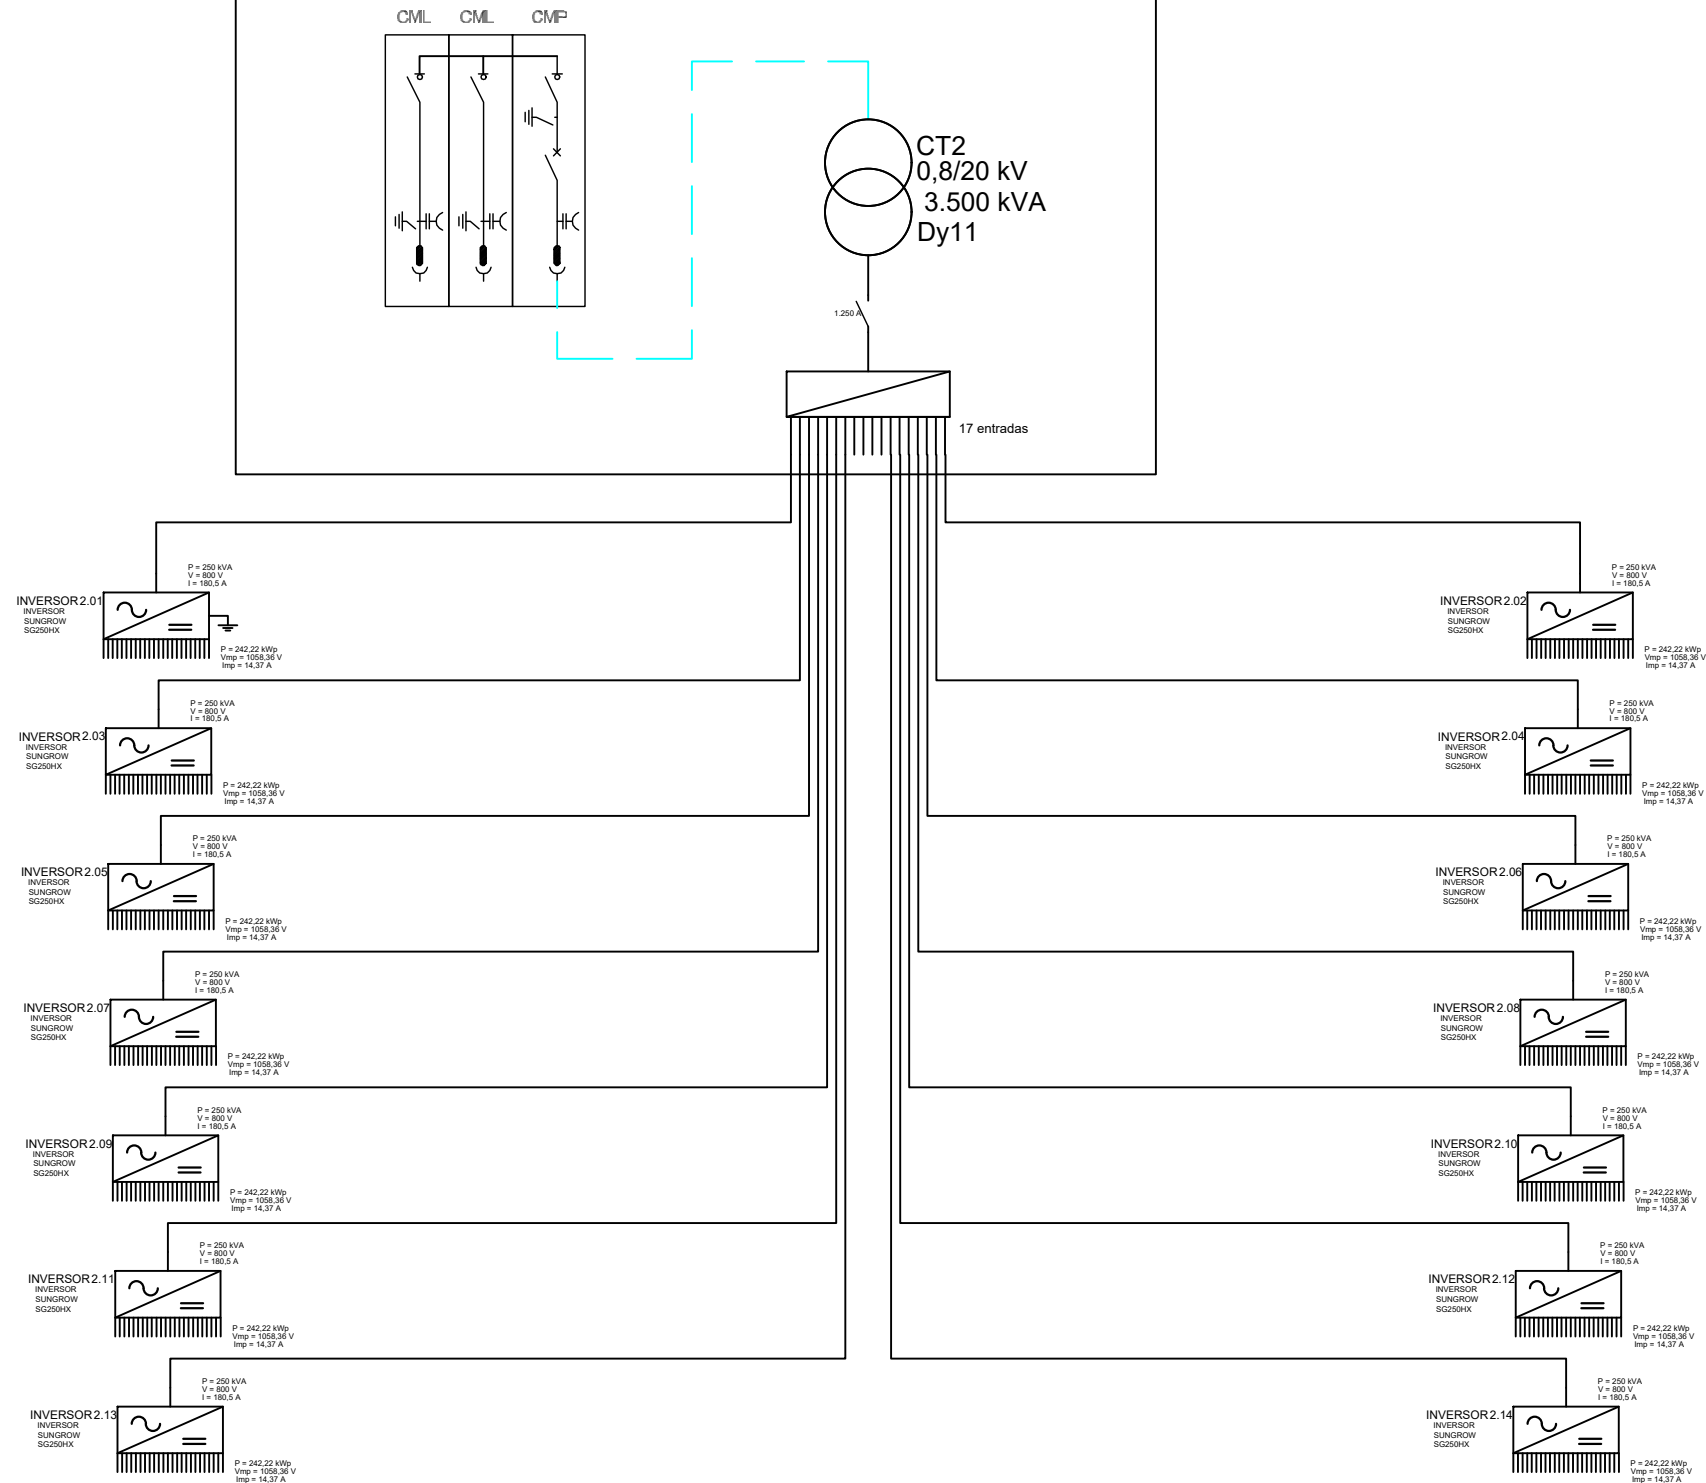 CML CML CMP
CT2
0,8/20 kV
3.500 kVA
Dy11
1.250 A
17 entradas
P = 250 kVA
V = 800 V
I = 180,5 A
INVERSOR 2.01
INVERSOR
SUNGROW
SG250HX
P = 242,22 kWp
Vmp = 1058,36 V
Imp = 14,37 A
P = 250 kVA
V = 800 V
I = 180,5 A
INVERSOR 2.02
INVERSOR
SUNGROW
SG250HX
P = 242,22 kWp
Vmp = 1058,36 V
Imp = 14,37 A
P = 250 kVA
V = 800 V
I = 180,5 A
INVERSOR 2.03
INVERSOR
SUNGROW
SG250HX
P = 242,22 kWp
Vmp = 1058,36 V
Imp = 14,37 A
P = 250 kVA
V = 800 V
I = 180,5 A
INVERSOR 2.04
INVERSOR
SUNGROW
SG250HX
P = 242,22 kWp
Vmp = 1058,36 V
Imp = 14,37 A
P = 250 kVA
V = 800 V
I = 180,5 A
INVERSOR 2.05
INVERSOR
SUNGROW
SG250HX
P = 242,22 kWp
Vmp = 1058,36 V
Imp = 14,37 A
P = 250 kVA
V = 800 V
I = 180,5 A
INVERSOR 2.06
INVERSOR
SUNGROW
SG250HX
P = 242,22 kWp
Vmp = 1058,36 V
Imp = 14,37 A
P = 250 kVA
V = 800 V
I = 180,5 A
INVERSOR 2.07
INVERSOR
SUNGROW
SG250HX
P = 242,22 kWp
Vmp = 1058,36 V
Imp = 14,37 A
P = 250 kVA
V = 800 V
I = 180,5 A
INVERSOR 2.08
INVERSOR
SUNGROW
SG250HX
P = 242,22 kWp
Vmp = 1058,36 V
Imp = 14,37 A
P = 250 kVA
V = 800 V
I = 180,5 A
INVERSOR 2.09
INVERSOR
SUNGROW
SG250HX
P = 242,22 kWp
Vmp = 1058,36 V
Imp = 14,37 A
P = 250 kVA
V = 800 V
I = 180,5 A
INVERSOR 2.10
INVERSOR
SUNGROW
SG250HX
P = 242,22 kWp
Vmp = 1058,36 V
Imp = 14,37 A
P = 250 kVA
V = 800 V
I = 180,5 A
INVERSOR 2.11
INVERSOR
SUNGROW
SG250HX
P = 242,22 kWp
Vmp = 1058,36 V
Imp = 14,37 A
P = 250 kVA
V = 800 V
I = 180,5 A
INVERSOR 2.12
INVERSOR
SUNGROW
SG250HX
P = 242,22 kWp
Vmp = 1058,36 V
Imp = 14,37 A
P = 250 kVA
V = 800 V
I = 180,5 A
INVERSOR 2.13
INVERSOR
SUNGROW
SG250HX
P = 242,22 kWp
Vmp = 1058,36 V
Imp = 14,37 A
P = 250 kVA
V = 800 V
I = 180,5 A
INVERSOR 2.14
INVERSOR
SUNGROW
SG250HX
P = 242,22 kWp
Vmp = 1058,36 V
Imp = 14,37 A